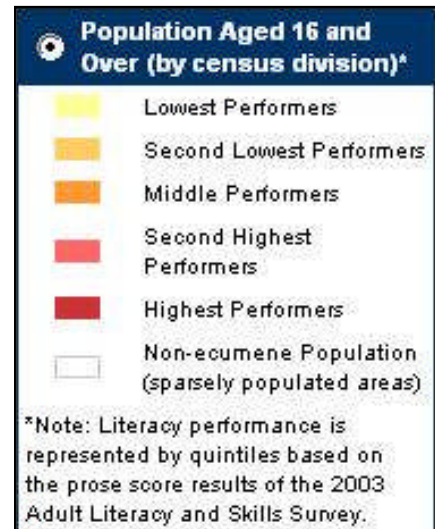 Population Aged 16 and
Over (by census division)*
Lowest Performers
Second Lowest Performers
Middle Performers
Second Highest
Performers
Highest Performers
Non-ecumene Population
(sparsely populated areas)
*Note: Literacy performance is
represented by quintiles based on
the prose score results of the 2003
Adult Literacy and Skills Survey.